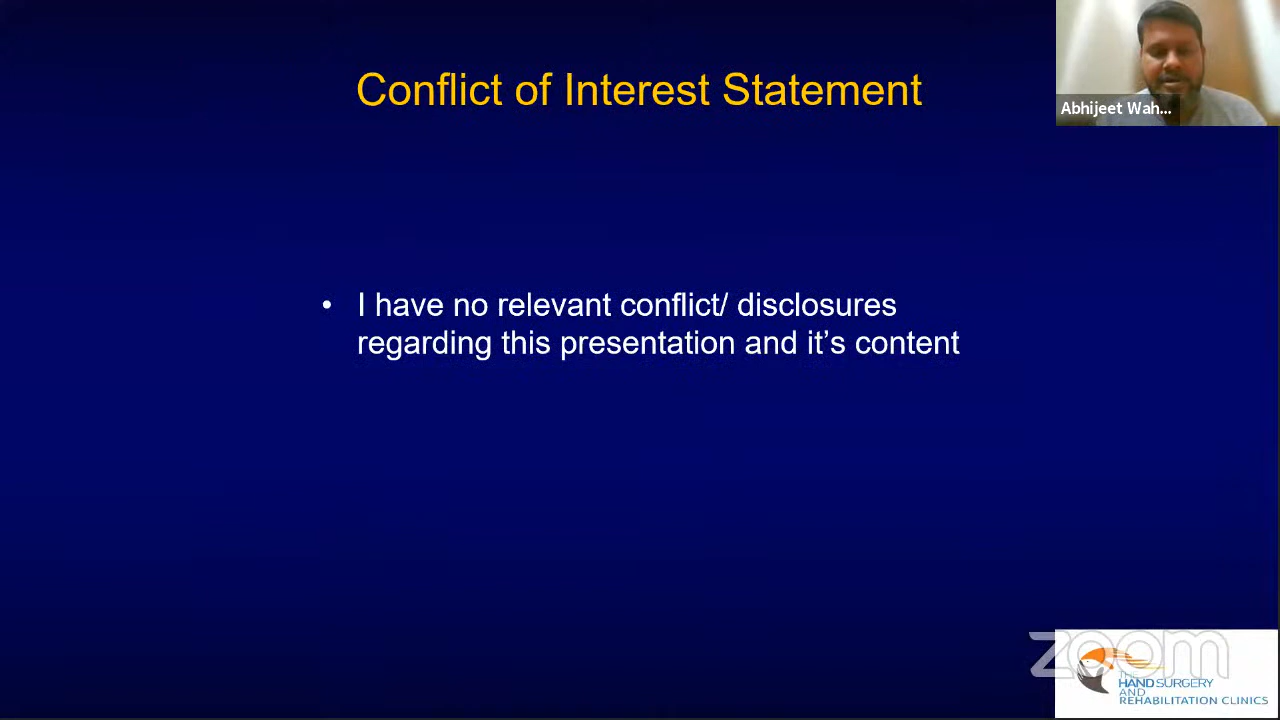 Conflict of Interest Statement
Abhijeet Wah...
• I have no relevant conflict/ disclosures
regarding this presentation and it’s content
zoom
THE
HAND SURGERY
AND
REHABILITATION CLINICS